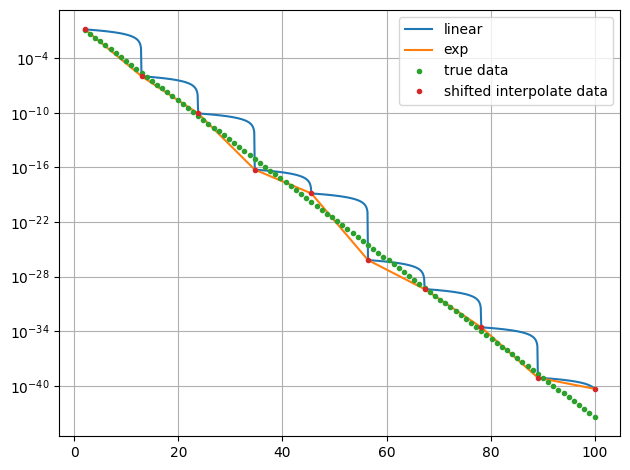 linear
exp
true data
shifted interpolate data
10⁻⁴
10⁻¹⁰
10⁻¹⁶
10⁻²²
10⁻²⁸
10⁻³⁴
10⁻⁴⁰
0 20 40 60 80 100